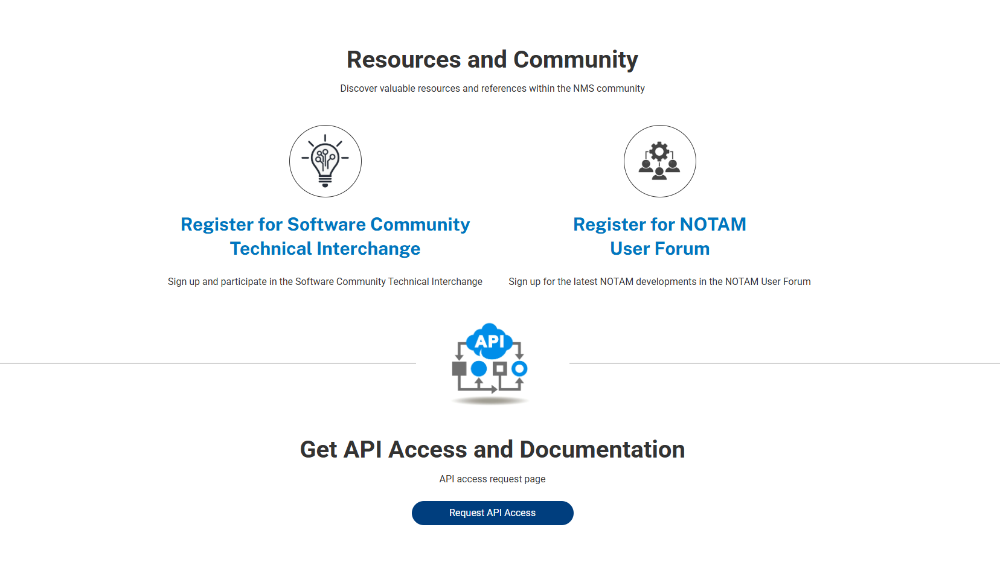 Resources and Community
Discover valuable resources and references within the NMS community
Register for Software Community
Technical Interchange
Sign up and participate in the Software Community Technical Interchange
Register for NOTAM
User Forum
Sign up for the latest NOTAM developments in the NOTAM User Forum
API
Get API Access and Documentation
API access request page
Request API Access